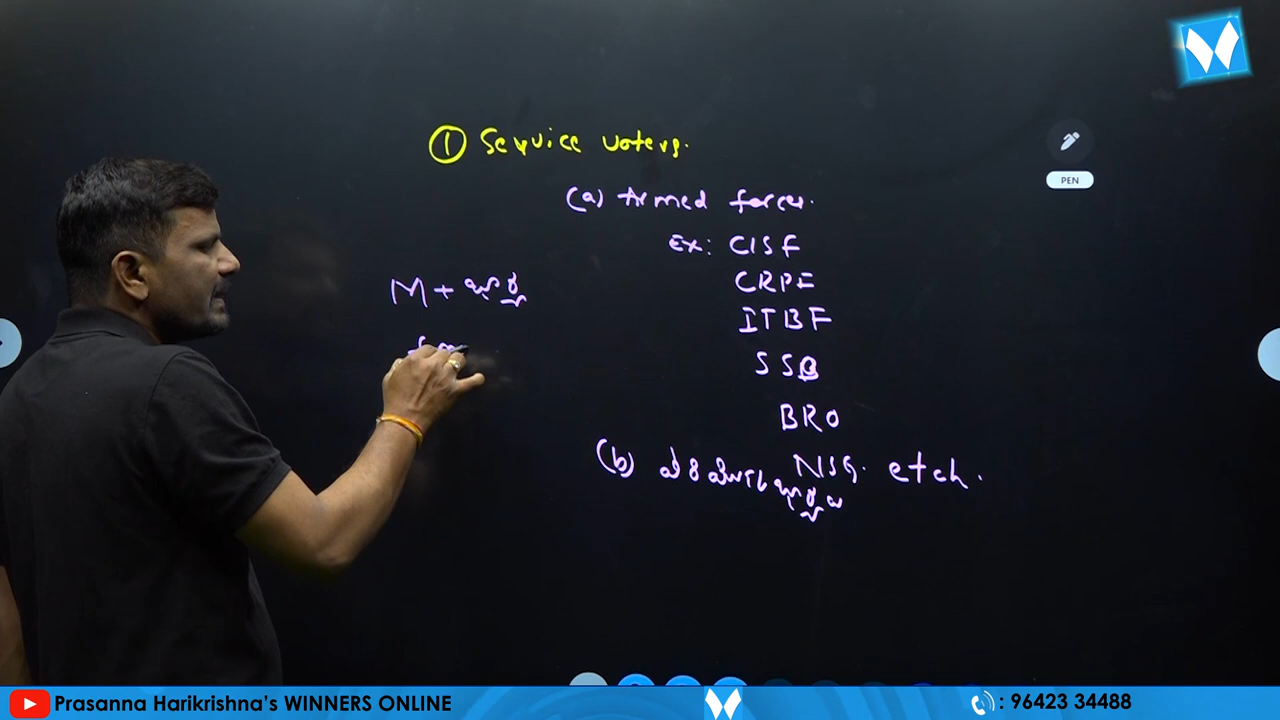 ① Service voters.
PEN
(a) Armed forces.
Ex: CISF
CRPF
M + భార్య
ITBF
SSB
BRO
(b) NSG. etch.
Prasanna Harikrishna's WINNERS ONLINE
: 96423 34488